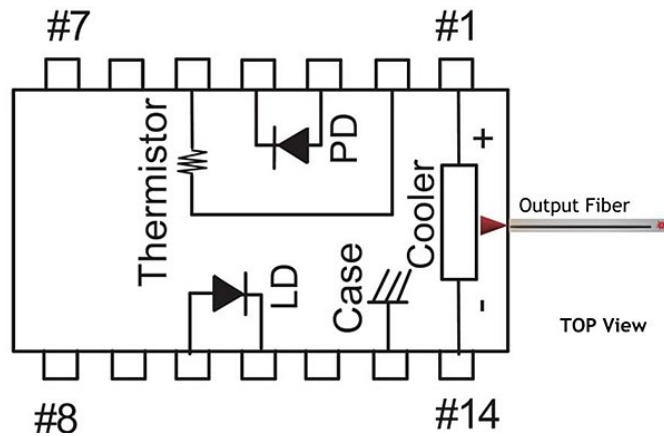 #7
#1
Thermistor
PD
+
Cooler
Output Fiber
LD
Case
-
TOP View
#8
#14